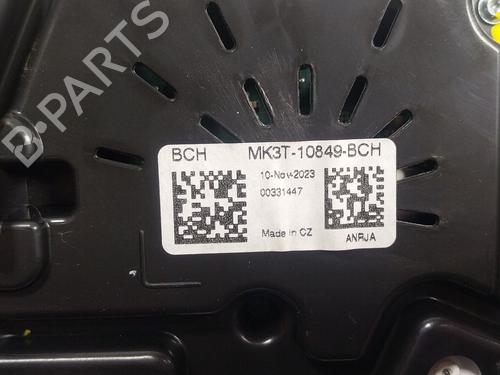 B-PARTS
BCH MK3T-10849-BCH
10-Nov-2023
00331447
Made in CZ
ANRJA